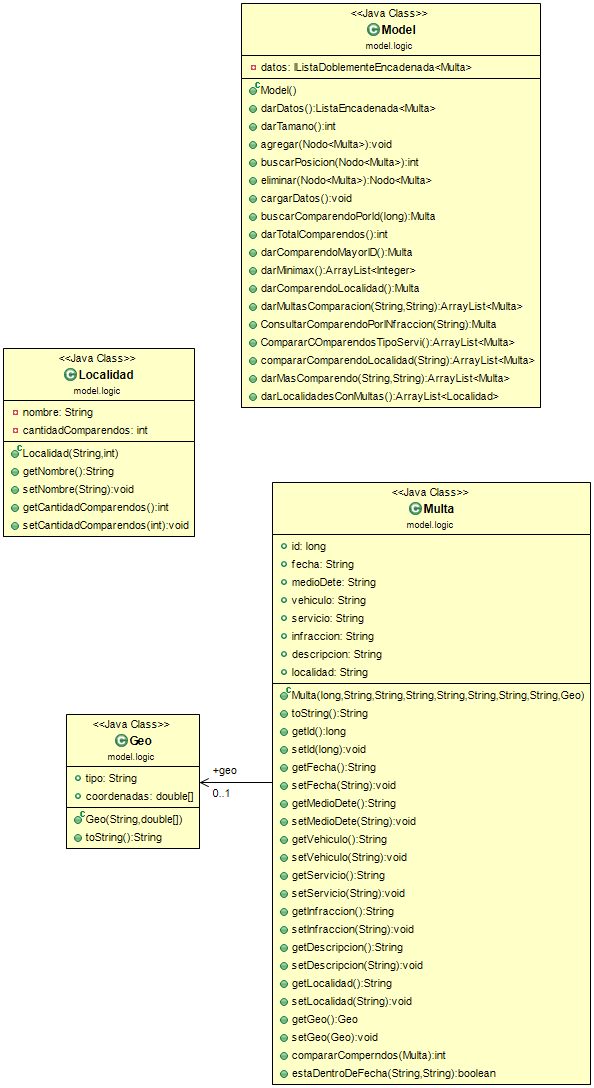 <<Java Class>>
Model
model.logic
datos: IListaDoblementeEncadenada<Multa>
Model()
darDatos():ListaEncadenada<Multa>
darTamano():int
agregar(Nodo<Multa>):void
buscarPosicion(Nodo<Multa>):int
eliminar(Nodo<Multa>):Nodo<Multa>
cargarDatos():void
buscarComparendoPorId(long):Multa
darTotalComparendos():int
darComparendoMayorID():Multa
darMinimax():ArrayList<Integer>
darComparendoLocalidad():Multa
darMultasComparacion(String,String):ArrayList<Multa>
ConsultarComparendoPorINfraccion(String):Multa
CompararCOmparendosTipoServi():ArrayList<Multa>
compararComparendoLocalidad(String):ArrayList<Multa>
darMasComparendo(String,String):ArrayList<Multa>
darLocalidadesConMultas():ArrayList<Localidad>
<<Java Class>>
Localidad
model.logic
nombre: String
cantidadComparendos: int
Localidad(String,int)
getNombre():String
setNombre(String):void
getCantidadComparendos():int
setCantidadComparendos(int):void
<<Java Class>>
Multa
model.logic
id: long
fecha: String
medioDete: String
vehiculo: String
servicio: String
infraccion: String
descripcion: String
localidad: String
Multa(long,String,String,String,String,String,String,String,Geo)
toString():String
getId():long
setId(long):void
getFecha():String
setFecha(String):void
getMedioDete():String
setMedioDete(String):void
getVehiculo():String
setVehiculo(String):void
getServicio():String
setServicio(String):void
getInfraccion():String
setInfraccion(String):void
getDescripcion():String
setDescripcion(String):void
getLocalidad():String
setLocalidad(String):void
getGeo():Geo
setGeo(Geo):void
compararComperndos(Multa):int
estaDentroDeFecha(String,String):boolean
<<Java Class>>
Geo
model.logic
tipo: String
coordenadas: double[]
Geo(String,double[])
toString():String
+geo
0..1